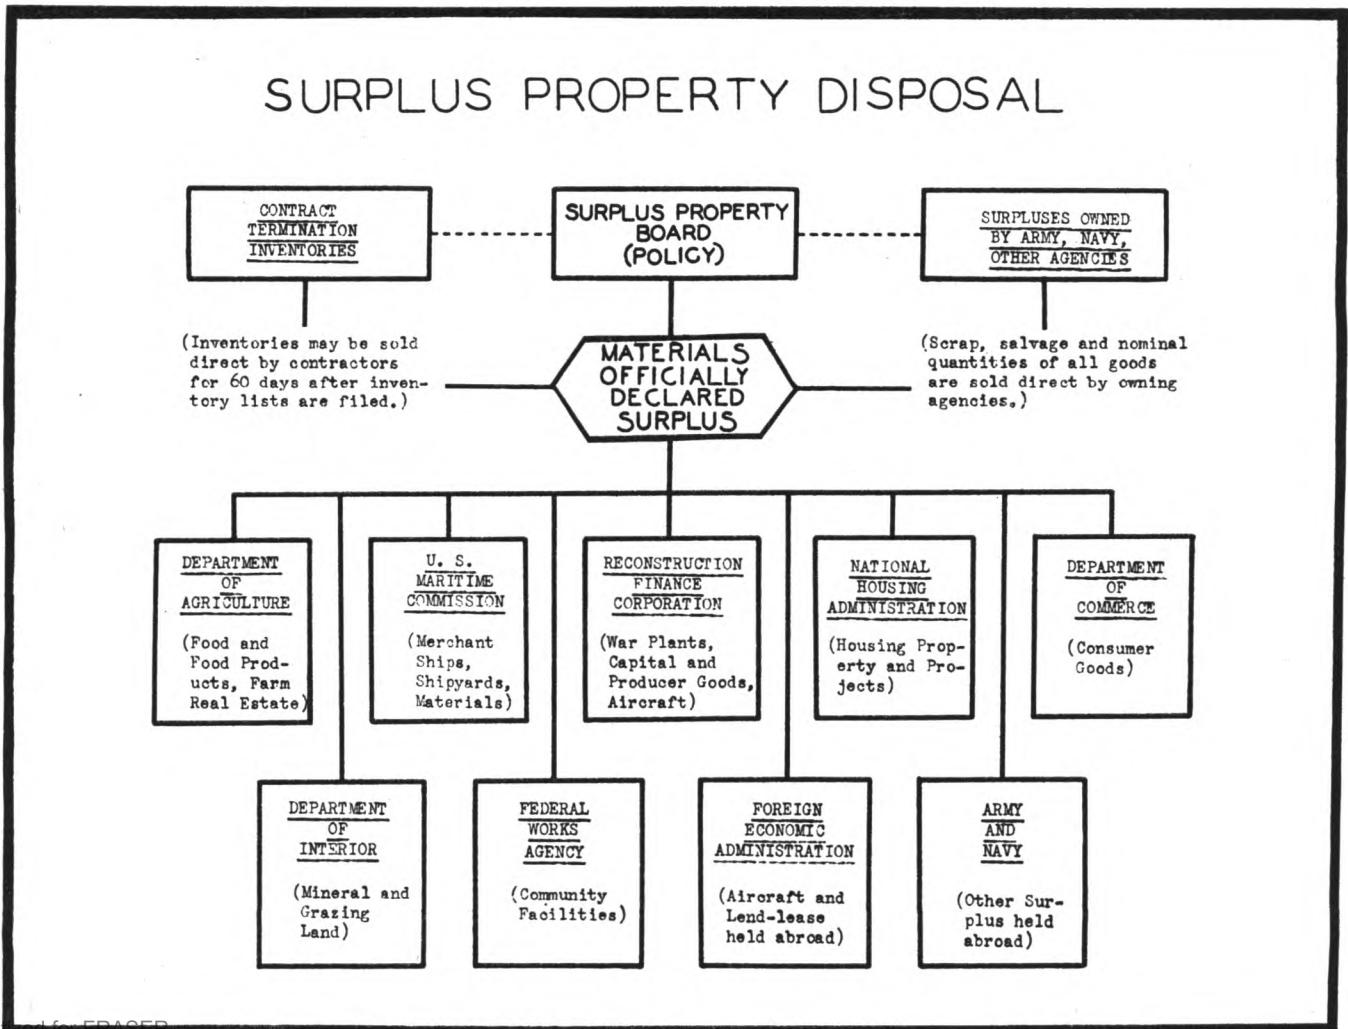 SURPLUS PROPERTY DISPOSAL
CONTRACT
TERMINATION
INVENTORIES
SURPLUS PROPERTY
BOARD
(POLICY)
SURPLUSES OWNED
BY ARMY, NAVY,
OTHER AGENCIES
(Inventories may be sold
direct by contractors
for 60 days after inven-
tory lists are filed.)
MATERIALS
OFFICIALLY
DECLARED
SURPLUS
(Scrap, salvage and nominal
quantities of all goods
are sold direct by owning
agencies.)
DEPARTMENT
OF
AGRICULTURE
(Food and
Food Prod-
ucts, Farm
Real Estate)
U. S.
MARITIME
COMMISSION
(Merchant
Ships,
Shipyards,
Materials)
RECONSTRUCTION
FINANCE
CORPORATION
(War Plants,
Capital and
Producer Goods,
Aircraft)
NATIONAL
HOUSING
ADMINISTRATION
(Housing Prop-
erty and Pro-
jects)
DEPARTMENT
OF
COMMERCE
(Consumer
Goods)
DEPARTMENT
OF
INTERIOR
(Mineral and
Grazing
Land)
FEDERAL
WORKS
AGENCY
(Community
Facilities)
FOREIGN
ECONOMIC
ADMINISTRATION
(Aircraft and
Lend-lease
held abroad)
ARMY
AND
NAVY
(Other Sur-
plus held
abroad)
for FRASER